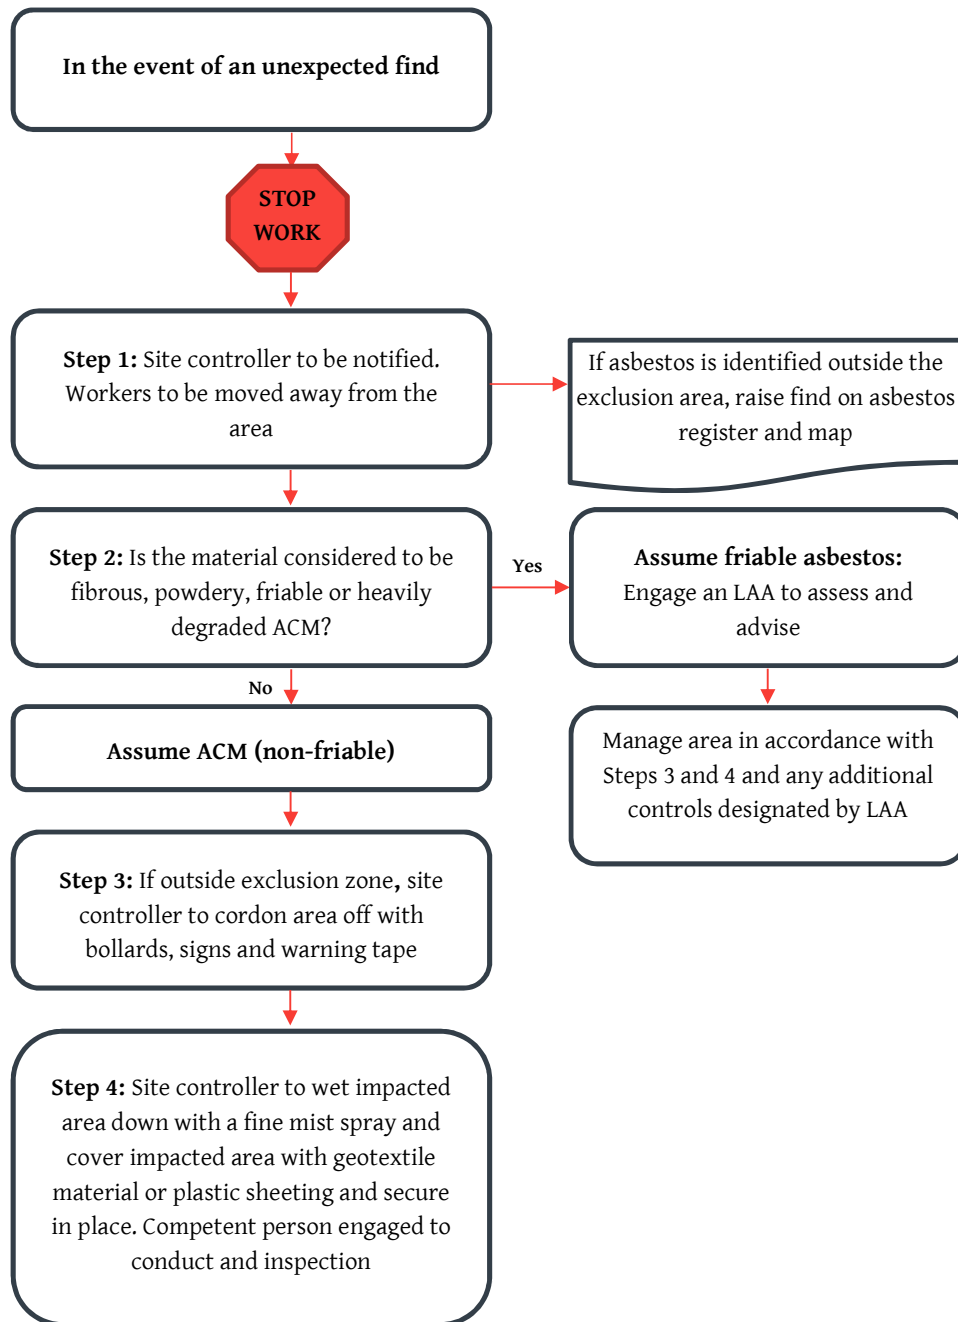 In the event of an unexpected find
STOP
WORK
Step 1: Site controller to be notified.
Workers to be moved away from the
area
If asbestos is identified outside the
exclusion area, raise find on asbestos
register and map
Step 2: Is the material considered to be
fibrous, powdery, friable or heavily
degraded ACM?
Yes
Assume friable asbestos:
Engage an LAA to assess and
advise
No
Manage area in accordance with
Steps 3 and 4 and any additional
controls designated by LAA
Assume ACM (non-friable)
Step 3: If outside exclusion zone, site
controller to cordon area off with
bollards, signs and warning tape
Step 4: Site controller to wet impacted
area down with a fine mist spray and
cover impacted area with geotextile
material or plastic sheeting and secure
in place. Competent person engaged to
conduct and inspection